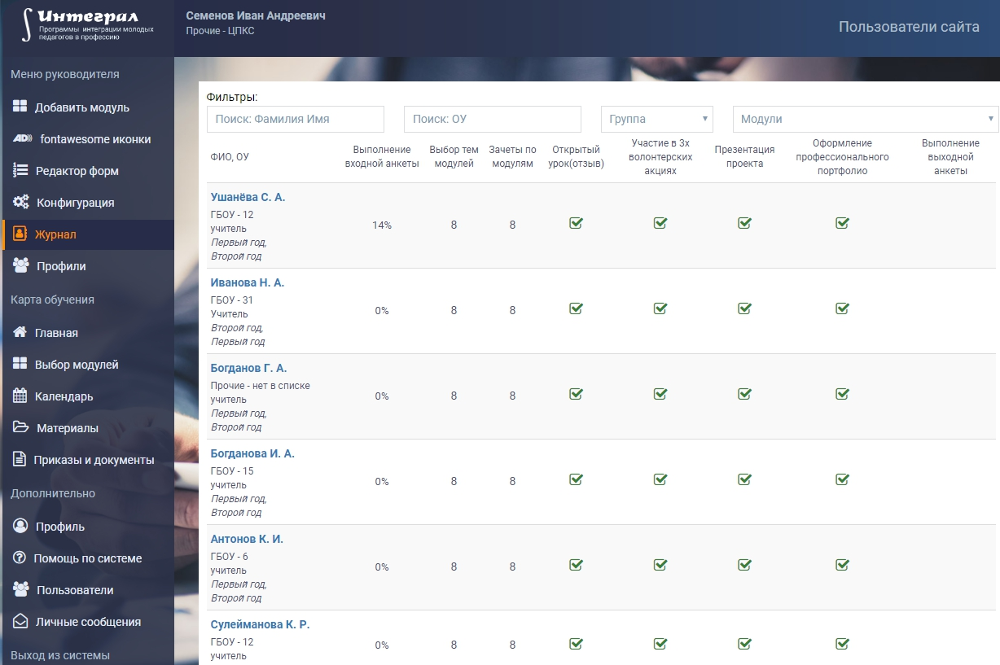 Интеграл
Программы интеграции молодых
педагогов в профессию
Семенов Иван Андреевич
Прочие - ЦПКС
Пользователи сайта
Меню руководителя
Добавить модуль
fontawesome иконки
Редактор форм
Конфигурация
Журнал
Профили
Карта обучения
Главная
Выбор модулей
Календарь
Материалы
Приказы и документы
Дополнительно
Профиль
Помощь по системе
Пользователи
Личные сообщения
Выход из системы
Фильтры:
Поиск: Фамилия Имя
Поиск: ОУ
Группа
Модули
ФИО, ОУ
Выполнение
входной анкеты
Выбор тем
модулей
Зачеты по
модулям
Открытый
урок(отзыв)
Участие в 3х
волонтерских
акциях
Презентация
проекта
Оформление
профессионального
портфолио
Выполнение
выходной
анкеты
Ушанёва С. А.
ГБОУ - 12
учитель
Первый год,
Второй год
14% 8 8
Иванова Н. А.
ГБОУ - 31
Учитель
Второй год,
Первый год
0% 8 8
Богданов Г. А.
Прочие - нет в списке
учитель
Первый год,
Второй год
0% 8 8
Богданова И. А.
ГБОУ - 15
учитель
Первый год,
Второй год
0% 8 8
Антонов К. И.
ГБОУ - 6
учитель
Первый год,
Второй год
0% 8 8
Сулейманова К. Р.
ГБОУ - 12
учитель
0% 8 8